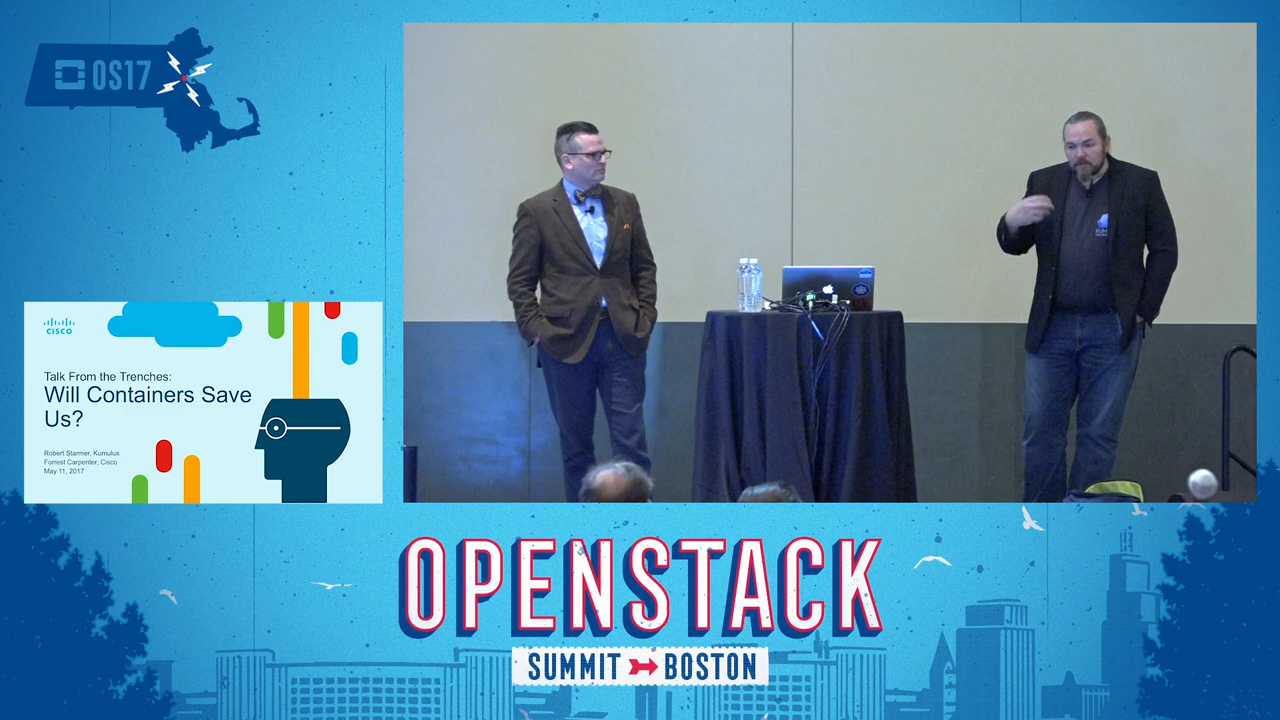 OS17
CISCO
Talk From the Trenches:
Will Containers Save
Us?
Robert Starmer, Kumulus
Forrest Carpenter, Cisco
May 11, 2017
OPENSTACK
SUMMIT BOSTON